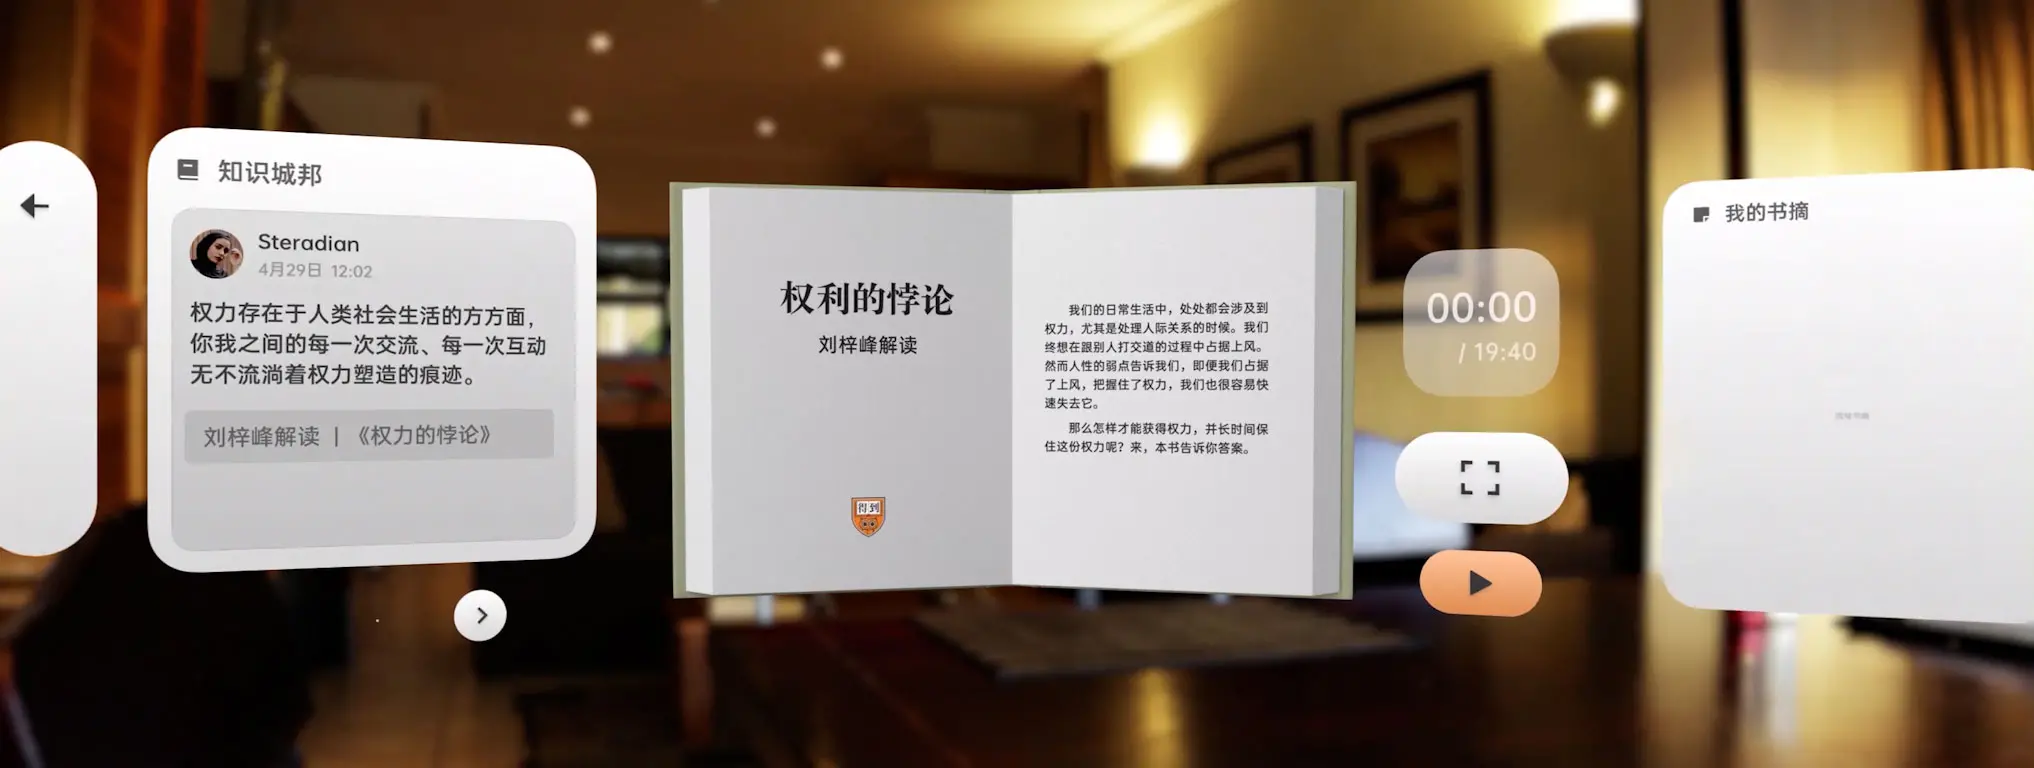 知识城邦
Steradian
4月29日 12:02
权力存在于人类社会生活的方方面，
你我之间的每一次交流、每一次互动
无不流淌着权力塑造的痕迹。
刘梓峰解读 | 《权力的悖论》
权利的悖论
刘梓峰解读
得到
我们的日常生活中，处处都会涉及到
权力，尤其是处理人际关系的时候。我们
终想在跟别人打交道的过程中占据上风。
然而人性的弱点告诉我们，即便我们占据
了上风，把握住了权力，我们也很容易快
速失去它。
那么怎样才能获得权力，并长时间保
住这份权力呢？来，本书告诉你答案。
00:00
/ 19:40
我的书摘